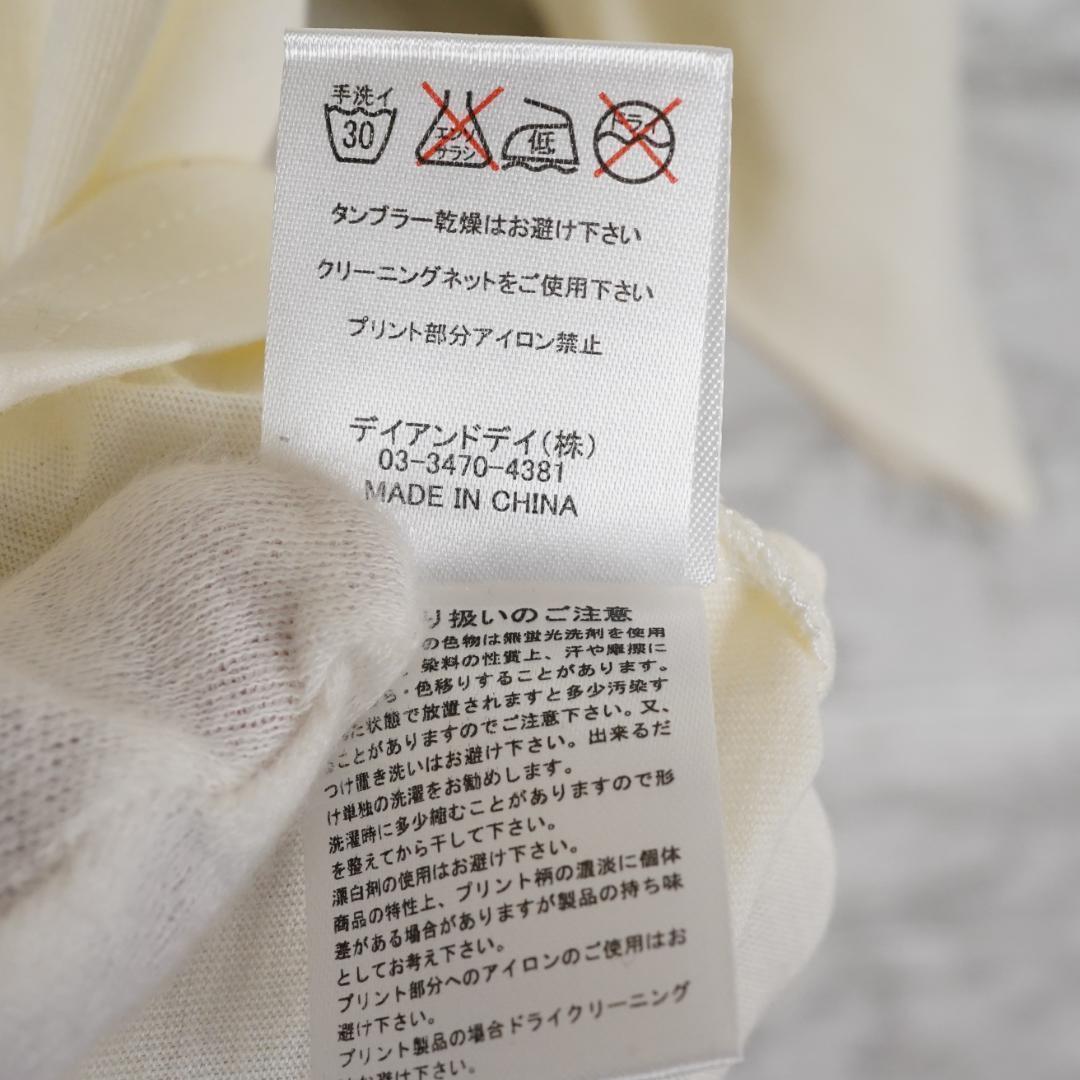 手洗イ
30
エンソ
サラシ
低
ドライ
タンブラー乾燥はお避け下さい
クリーニングネットをご使用下さい
プリント部分アイロン禁止
デイアンドデイ(株)
03-3470-4381
MADE IN CHINA
り扱いのご注意
の色物は無蛍光洗剤を使用
染料の性質上、汗や摩擦に
・色移りすることがあります。
状態で放置されますと多少汚染す
ことがありますのでご注意下さい。又、
つけ置き洗いはお避け下さい。出来るだ
け単独の洗濯をお勧めします。
洗濯時に多少縮むことがありますので形
を整えてから干して下さい。
漂白剤の使用はお避け下さい。
商品の特性上、プリント柄の濃淡に個体
差がある場合がありますが製品の持ち味
としてお考え下さい。
プリント部分へのアイロンのご使用はお
避け下さい。
プリント製品の場合ドライクリーニング
はお避け下さい。